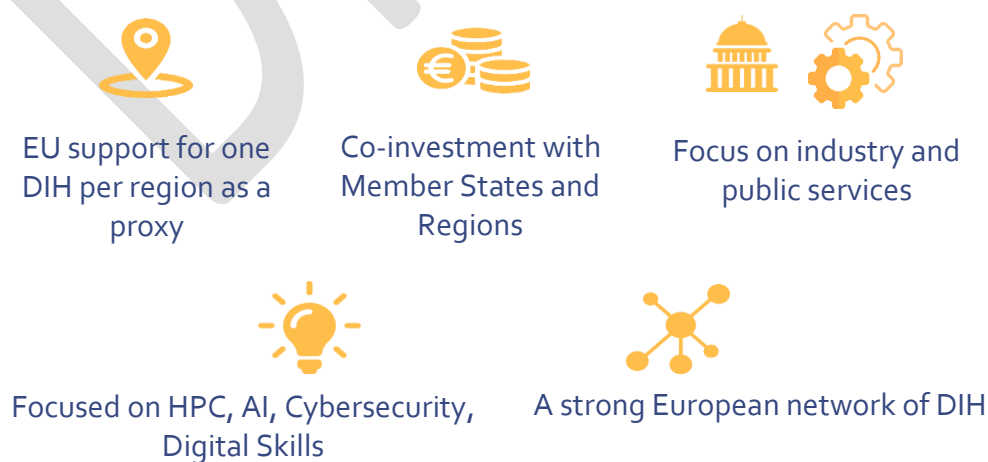 EU support for one
DIH per region as a
proxy
Co-investment with
Member States and
Regions
Focus on industry and
public services
Focused on HPC, AI, Cybersecurity,
Digital Skills
A strong European network of DIH